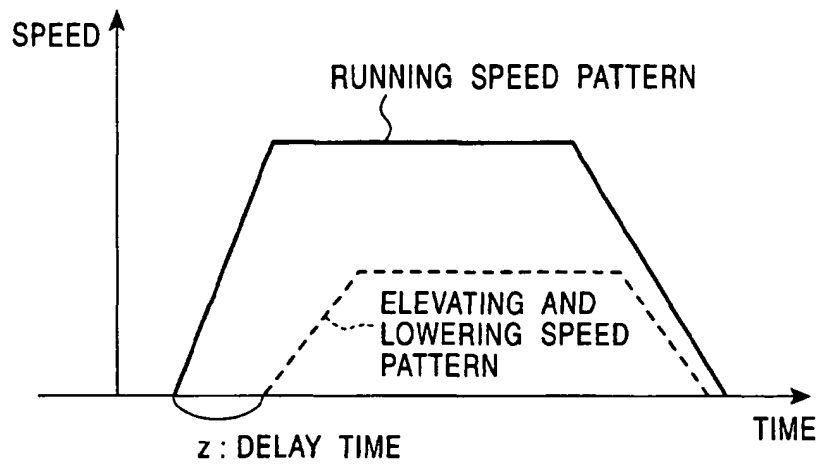 SPEED
RUNNING SPEED PATTERN
ELEVATING AND
LOWERING SPEED
PATTERN
TIME
z : DELAY TIME